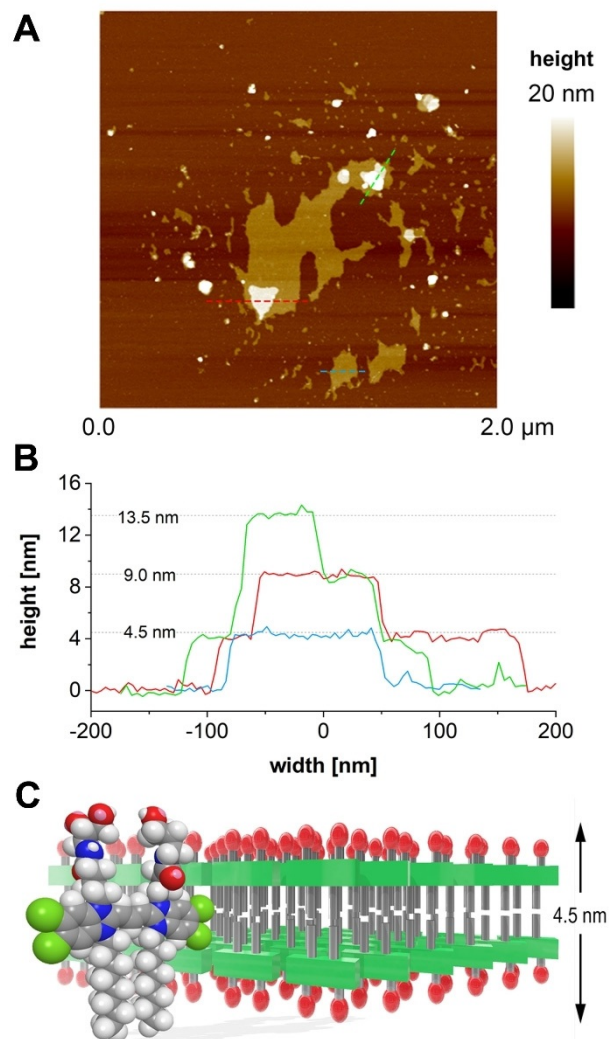 A
height
20 nm
0.0
2.0 µm
B
16
12
8
4
0
height [nm]
13.5 nm
9.0 nm
4.5 nm
-200
-100
0
100
200
width [nm]
C
4.5 nm